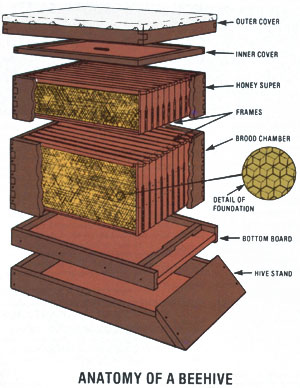 OUTER COVER
INNER COVER
HONEY SUPER
FRAMES
BROOD CHAMBER
DETAIL OF
FOUNDATION
BOTTOM BOARD
HIVE STAND
ANATOMY OF A BEEHIVE